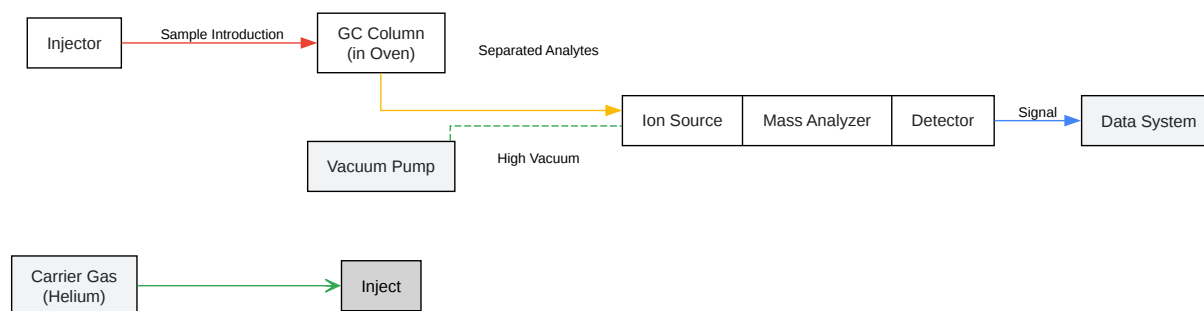 Injector
Sample Introduction
GC Column
(in Oven)
Separated Analytes
Ion Source
Mass Analyzer
Detector
Signal
Data System
Vacuum Pump
High Vacuum
Carrier Gas
(Helium)
Inject